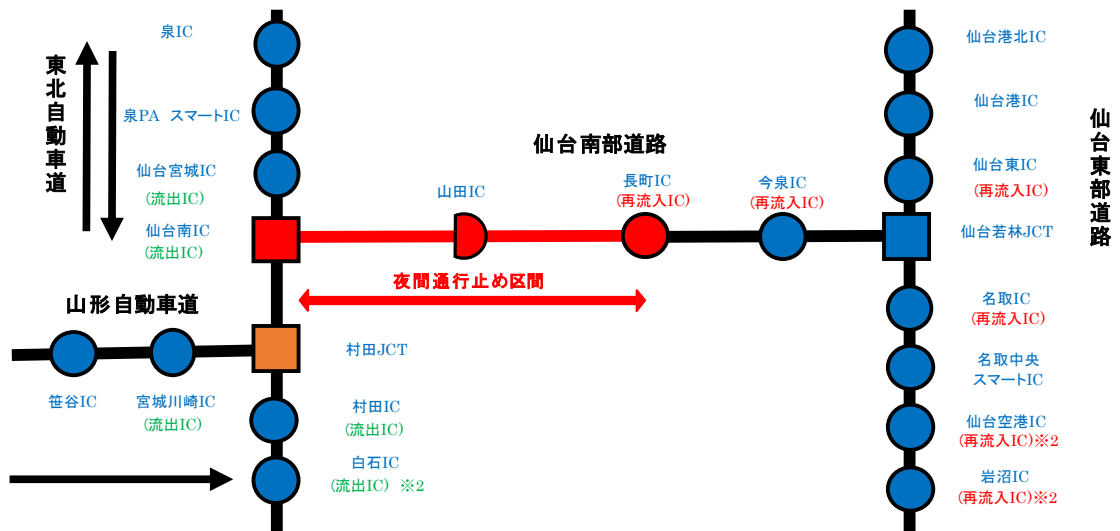 泉IC
泉PA スマートIC
仙台宮城IC
(流出IC)
仙台南IC
(流出IC)
東北自動車道
山形自動車道
笹谷IC
宮城川崎IC
(流出IC)
村田JCT
村田IC
(流出IC)
白石IC
(流出IC) ※2
仙台南部道路
山田IC
長町IC
(再流入IC)
今泉IC
(再流入IC)
夜間通行止め区間
仙台港北IC
仙台港IC
仙台東IC
(再流入IC)
仙台若林JCT
名取IC
(再流入IC)
名取中央
スマートIC
仙台空港IC
(再流入IC)※2
岩沼IC
(再流入IC)※2
仙台東部道路